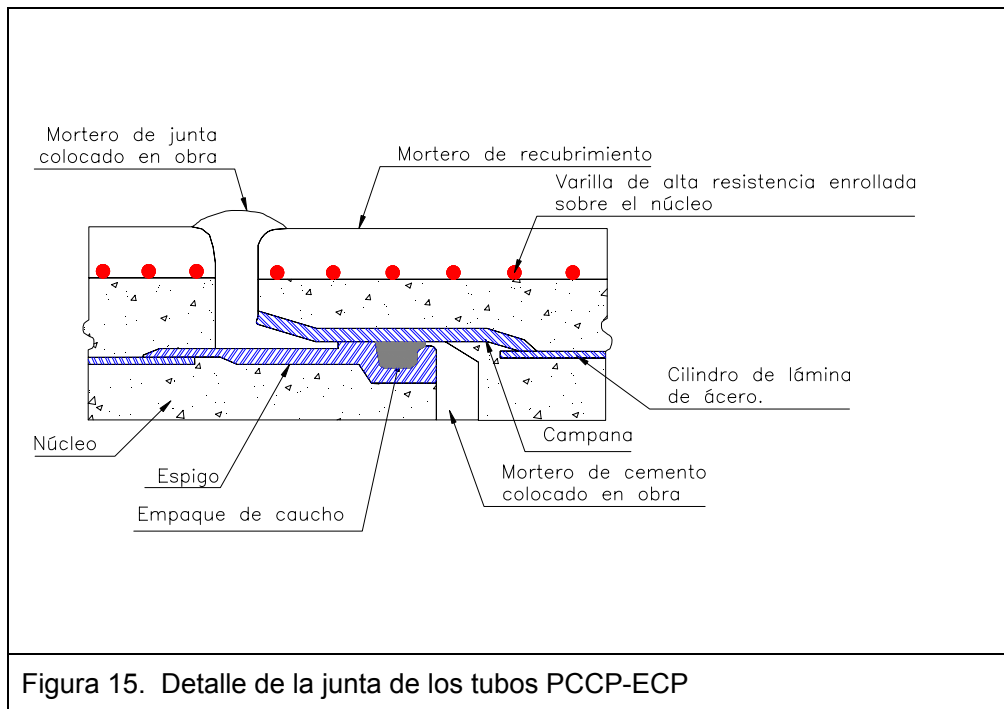 Mortero de junta
colocado en obra
Mortero de recubrimiento
Varilla de alta resistencia enrollada
sobre el núcleo
Cilindro de lámina
de ácero.
Campana
Núcleo
Espigo
Mortero de cemento
colocado en obra
Empaque de caucho
Figura 15. Detalle de la junta de los tubos PCCP-ECP